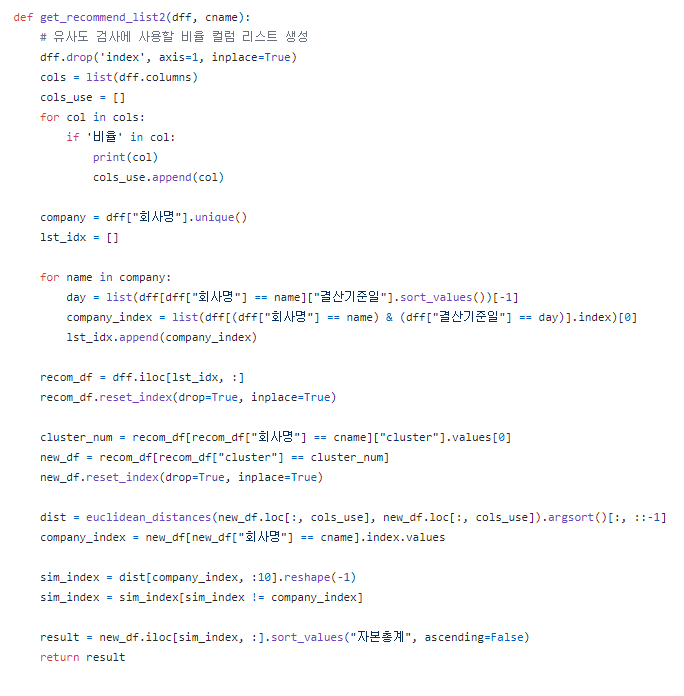 def get_recommend_list2(dff, cname):
    # 유사도 검사에 사용할 비율 컬럼 리스트 생성
    dff.drop('index', axis=1, inplace=True)
    cols = list(dff.columns)
    cols_use = []
    for col in cols:
        if '비율' in col:
            print(col)
            cols_use.append(col)

    company = dff["회사명"].unique()
    lst_idx = []

    for name in company:
        day = list(dff[dff["회사명"] == name]["결산기준일"].sort_values())[-1]
        company_index = list(dff[(dff["회사명"] == name) & (dff["결산기준일"] == day)].index)[0]
        lst_idx.append(company_index)

    recom_df = dff.iloc[lst_idx, :]
    recom_df.reset_index(drop=True, inplace=True)

    cluster_num = recom_df[recom_df["회사명"] == cname]["cluster"].values[0]
    new_df = recom_df[recom_df["cluster"] == cluster_num]
    new_df.reset_index(drop=True, inplace=True)

    dist = euclidean_distances(new_df.loc[:, cols_use], new_df.loc[:, cols_use]).argsort()[:, ::-1]
    company_index = new_df[new_df["회사명"] == cname].index.values

    sim_index = dist[company_index, :10].reshape(-1)
    sim_index = sim_index[sim_index != company_index]

    result = new_df.iloc[sim_index, :].sort_values("자본총계", ascending=False)
    return result